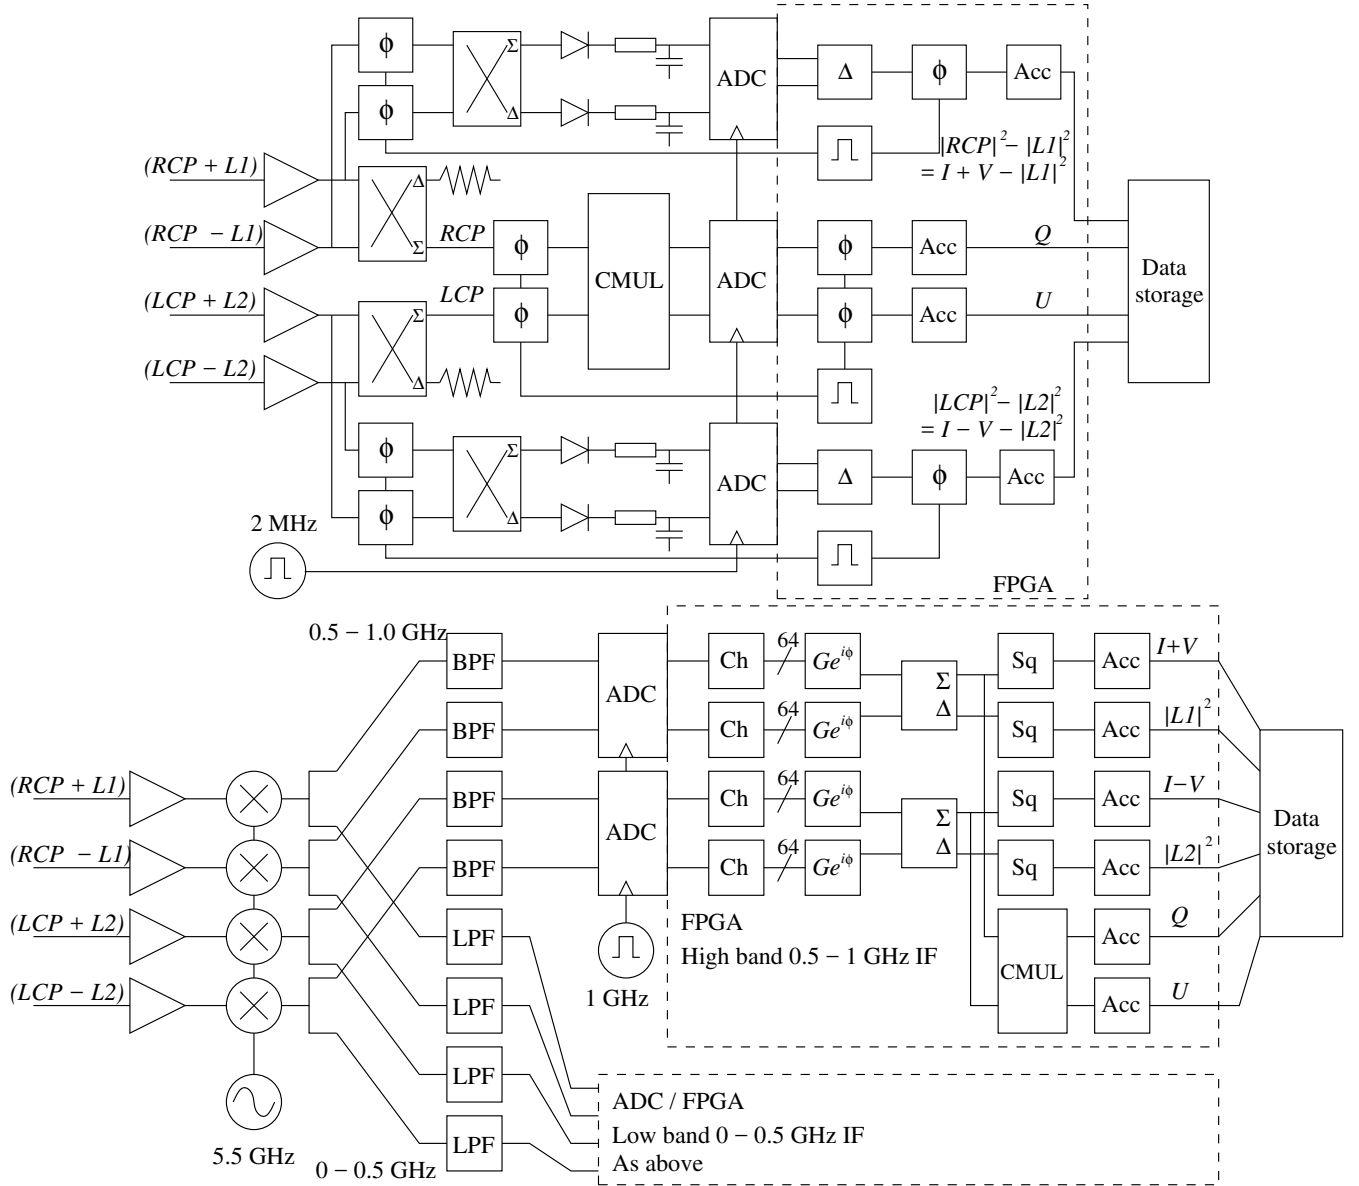 ϕ Σ ADC Δ ϕ Acc
ϕ Δ
|RCP|² − |L1|²
= I + V − |L1|²
(RCP + L1) Δ
(RCP − L1) Σ RCP ϕ CMUL ADC ϕ Acc Q
(LCP + L2) Σ LCP ϕ ϕ Acc U
(LCP − L2) Δ
Data
storage
|LCP|² − |L2|²
= I − V − |L2|²
ϕ Σ ADC Δ ϕ Acc
ϕ Δ
2 MHz
FPGA
0.5 − 1.0 GHz
BPF ADC Ch 64 Ge^{iϕ} Σ Sq Acc I+V
BPF Ch 64 Ge^{iϕ} Δ Sq Acc |L1|²
(RCP + L1) BPF ADC Ch 64 Ge^{iϕ} Σ Sq Acc I−V
(RCP − L1) BPF Ch 64 Ge^{iϕ} Δ Sq Acc |L2|²
Data
storage
(LCP + L2) LPF CMUL Acc Q
(LCP − L2) LPF Acc U
FPGA
High band 0.5 − 1 GHz IF
1 GHz
LPF
LPF
5.5 GHz
0 − 0.5 GHz
ADC / FPGA
Low band 0 − 0.5 GHz IF
As above